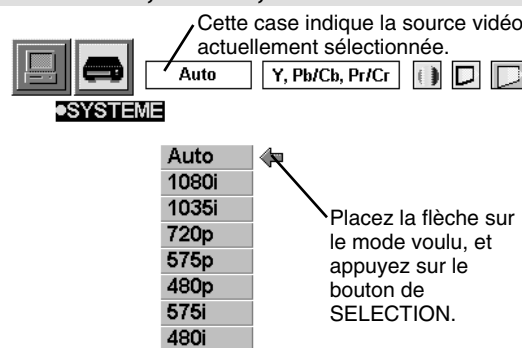 Cette case indique la source vidéo
actuellement sélectionnée.
Auto
Y, Pb/Cb, Pr/Cr
●SYSTEME
Auto
1080i
1035i
720p
575p
480p
575i
480i
Placez la flèche sur
le mode voulu, et
appuyez sur le
bouton de
SELECTION.